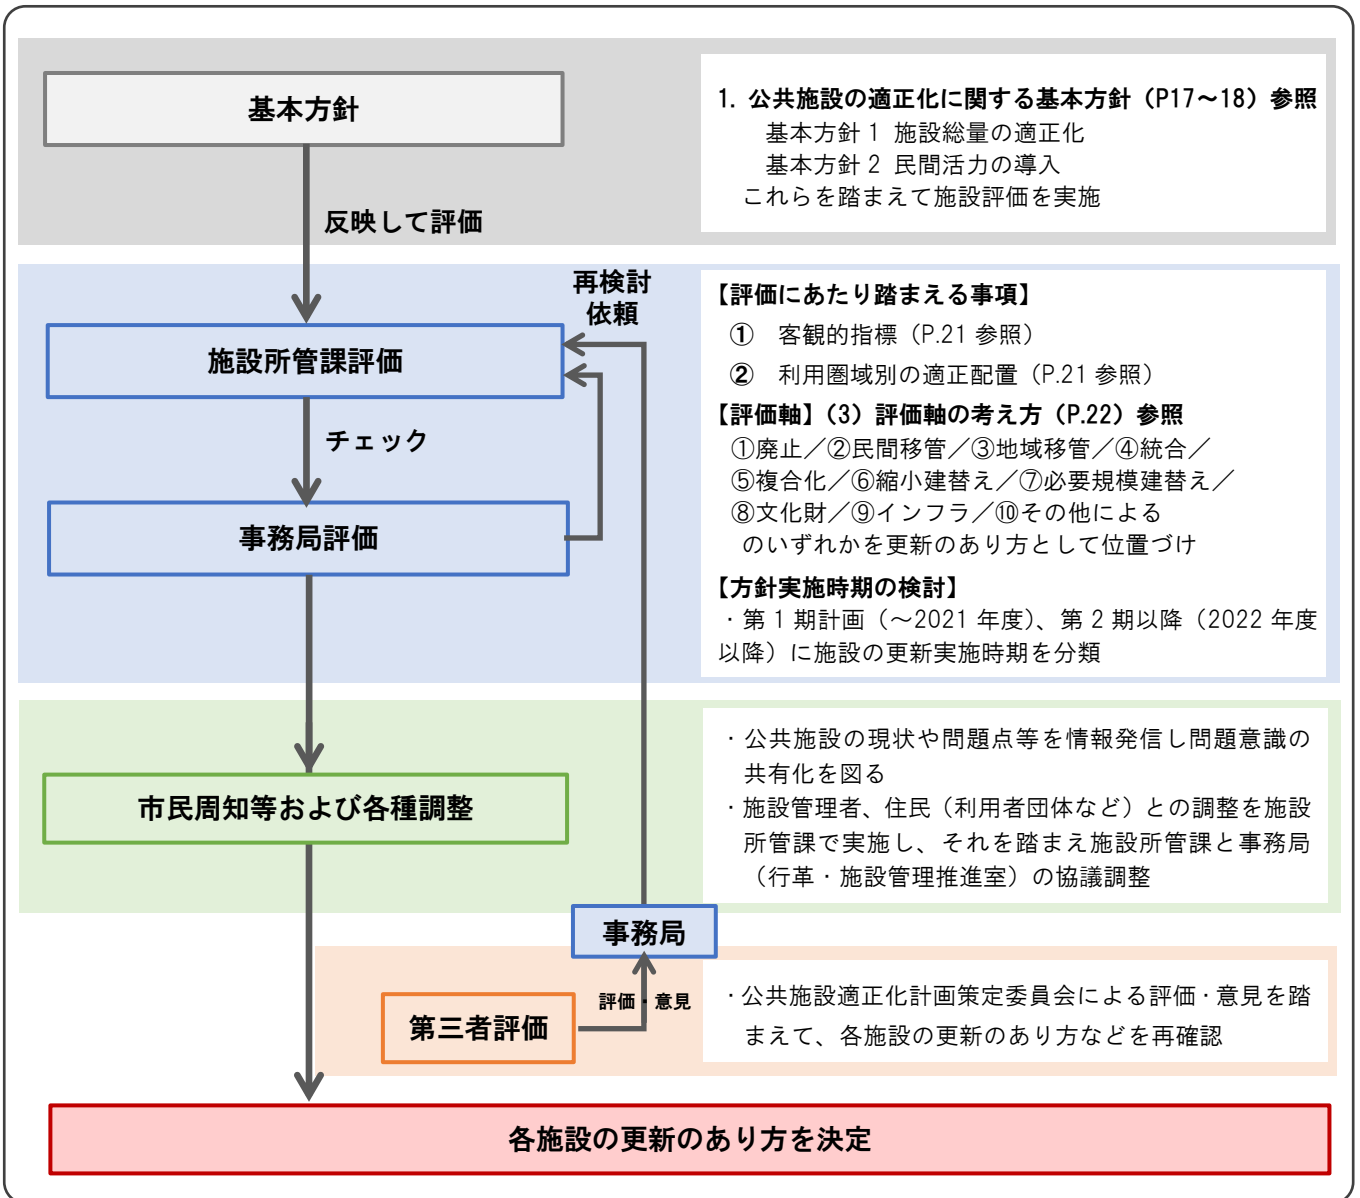 基本方針
1. 公共施設の適正化に関する基本方針（P17～18）参照
基本方針 1 施設総量の適正化
基本方針 2 民間活力の導入
これらを踏まえて施設評価を実施
反映して評価
再検討
依頼
施設所管課評価
チェック
事務局評価
【評価にあたり踏まえる事項】
① 客観的指標（P.21 参照）
② 利用圏域別の適正配置（P.21 参照）
【評価軸】（3）評価軸の考え方（P.22）参照
①廃止／②民間移管／③地域移管／④統合／
⑤複合化／⑥縮小建替え／⑦必要規模建替え／
⑧文化財／⑨インフラ／⑩その他による
のいずれかを更新のあり方として位置づけ
【方針実施時期の検討】
・第 1 期計画（～2021 年度）、第 2 期以降（2022 年度
以降）に施設の更新実施時期を分類
市民周知等および各種調整
・公共施設の現状や問題点等を情報発信し問題意識の
共有化を図る
・施設管理者、住民（利用者団体など）との調整を施設
所管課で実施し、それを踏まえ施設所管課と事務局
（行革・施設管理推進室）の協議調整
事務局
評価・意見
第三者評価
・公共施設適正化計画策定委員会による評価・意見を踏
まえて、各施設の更新のあり方などを再確認
各施設の更新のあり方を決定